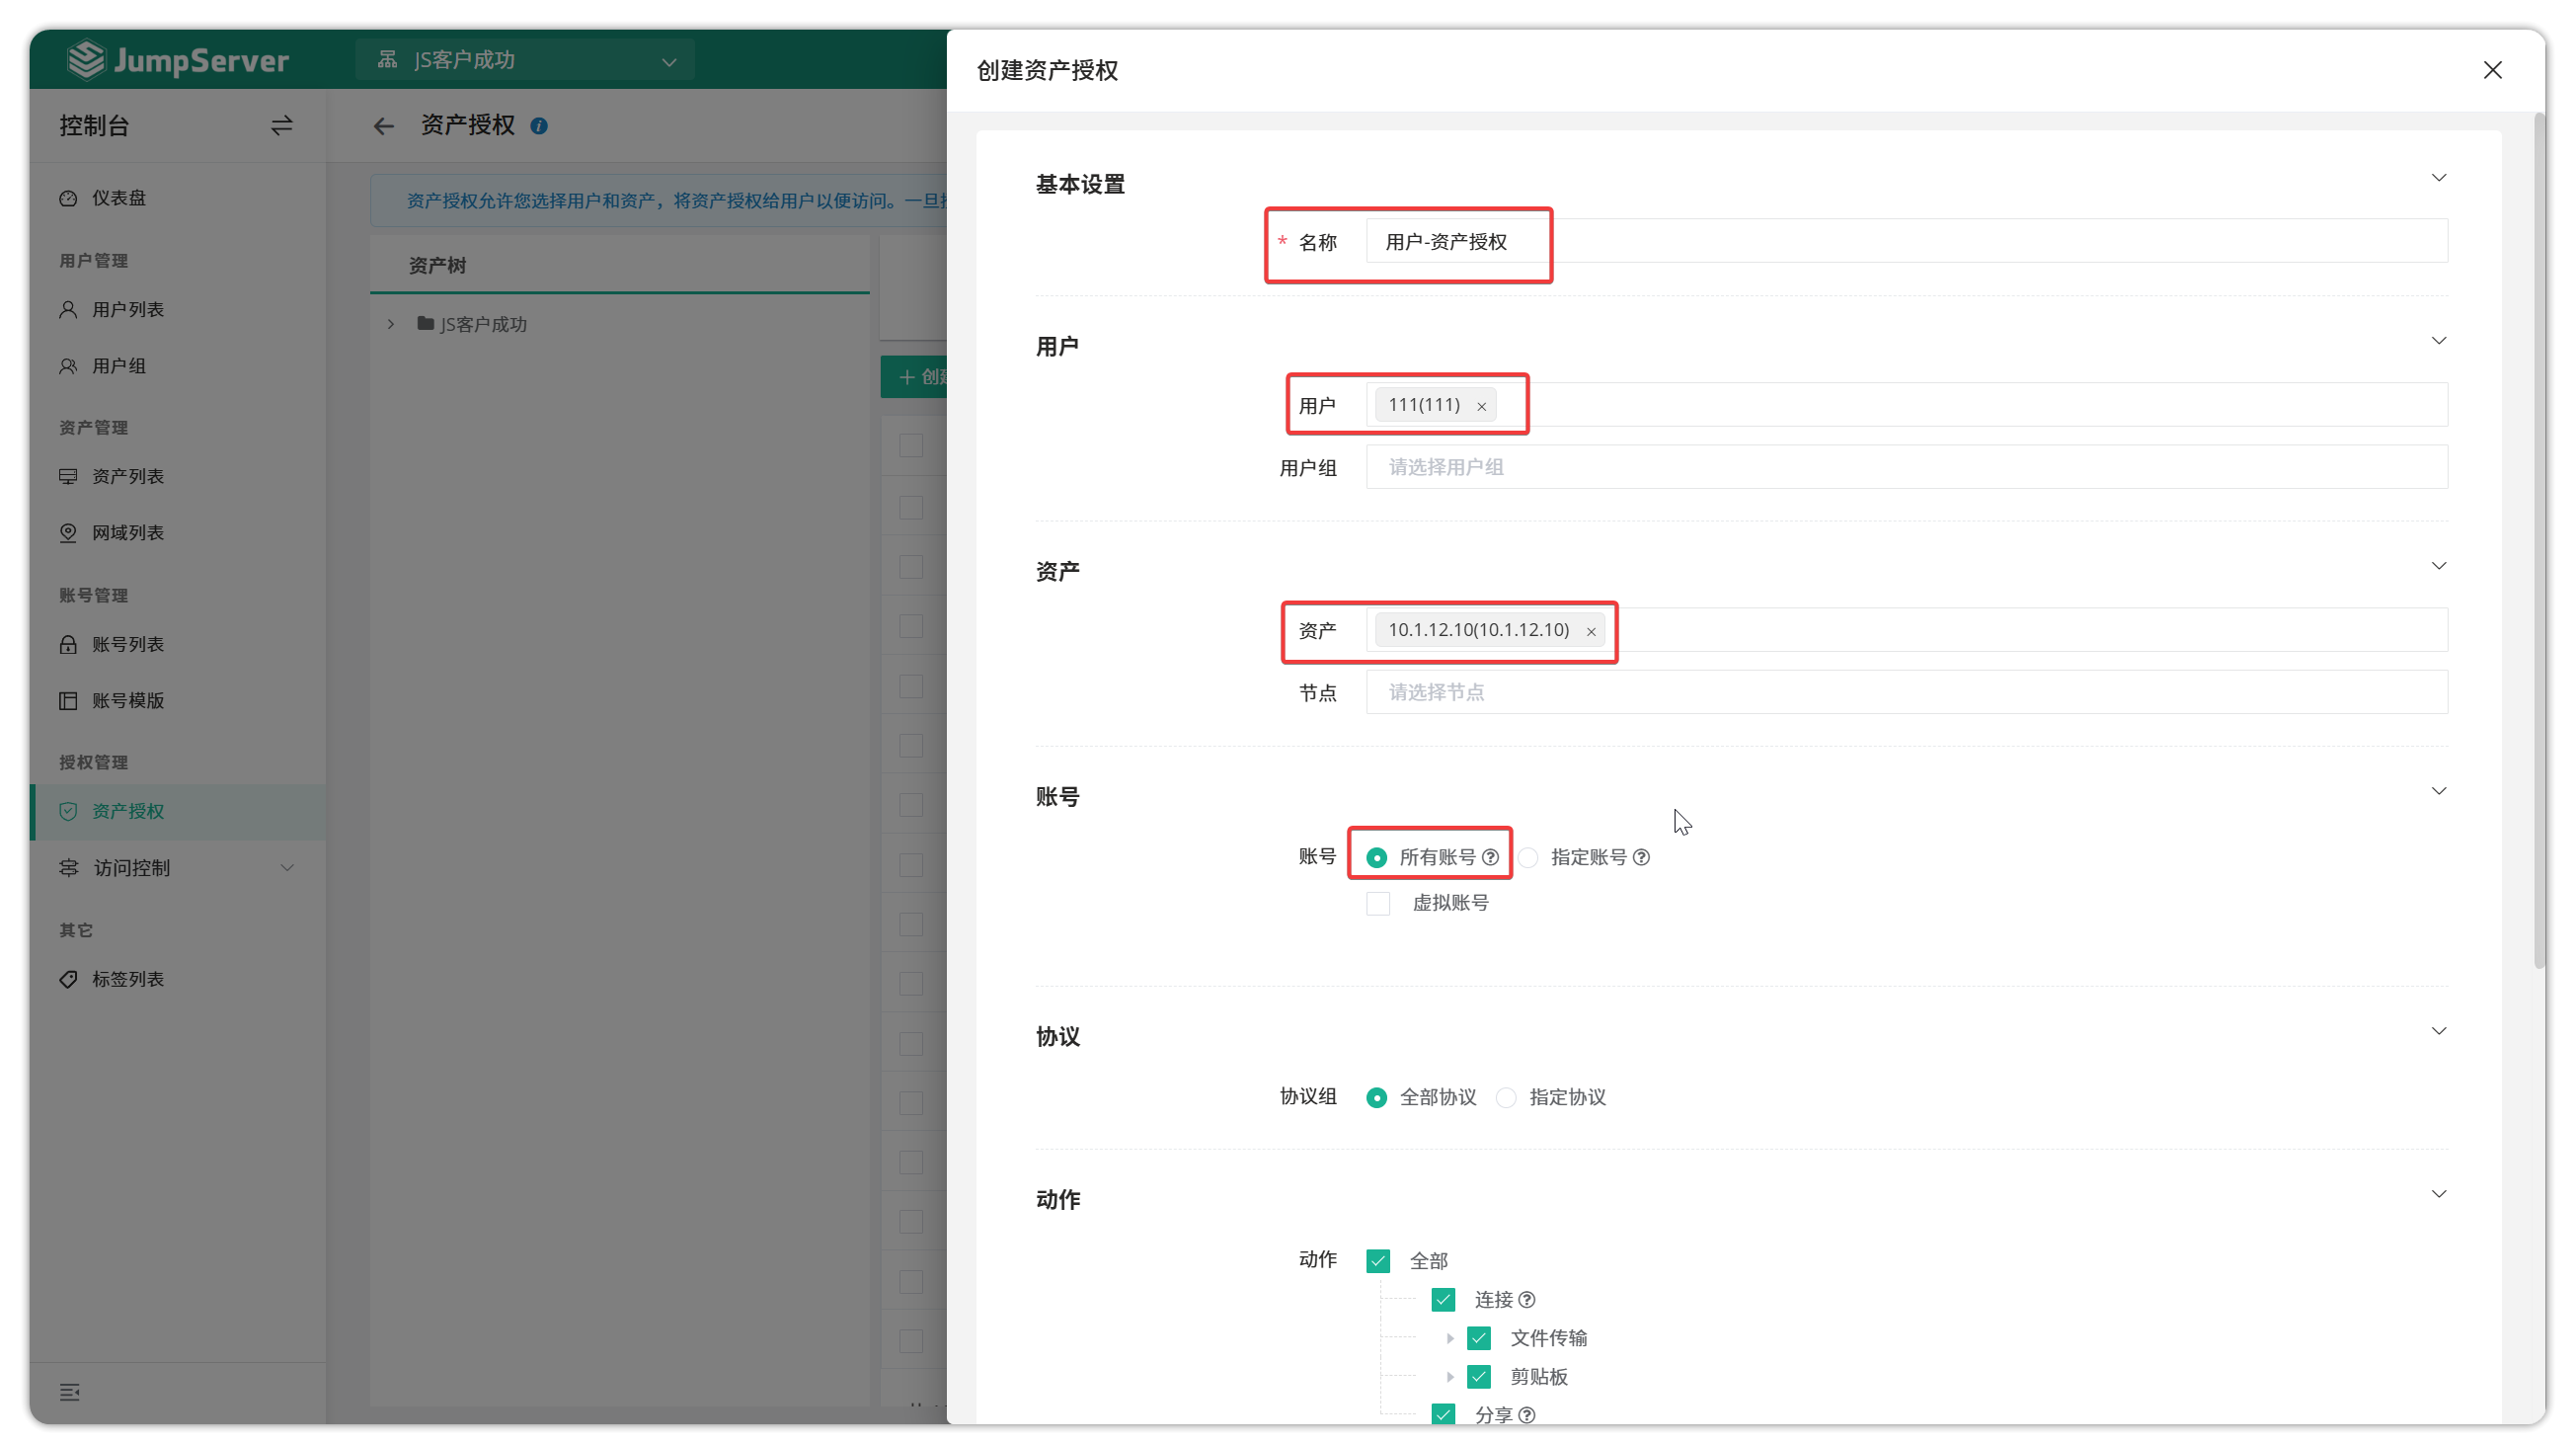 JumpServer
JS客户成功
控制台
仪表盘
用户管理
用户列表
用户组
资产管理
资产列表
网域列表
账号管理
账号列表
账号模版
授权管理
资产授权
访问控制
其它
标签列表
资产授权
资产授权允许您选择用户和资产，将资产授权给用户以便访问。一旦
资产树
JS客户成功
创建资产授权
基本设置
* 名称 用户-资产授权
用户
用户 111(111) ×
用户组 请选择用户组
资产
资产 10.1.12.10(10.1.12.10) ×
节点 请选择节点
账号
账号 所有账号 指定账号
虚拟账号
协议
协议组 全部协议 指定协议
动作
动作 全部
连接
文件传输
剪贴板
分享